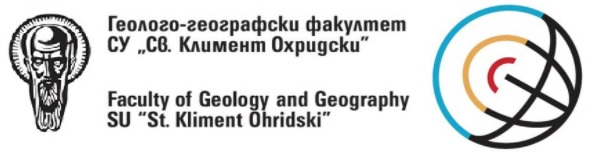 Геолого-географски факултет
СУ „Св. Климент Охридски”
Faculty of Geology and Geography
SU “St. Kliment Ohridski”